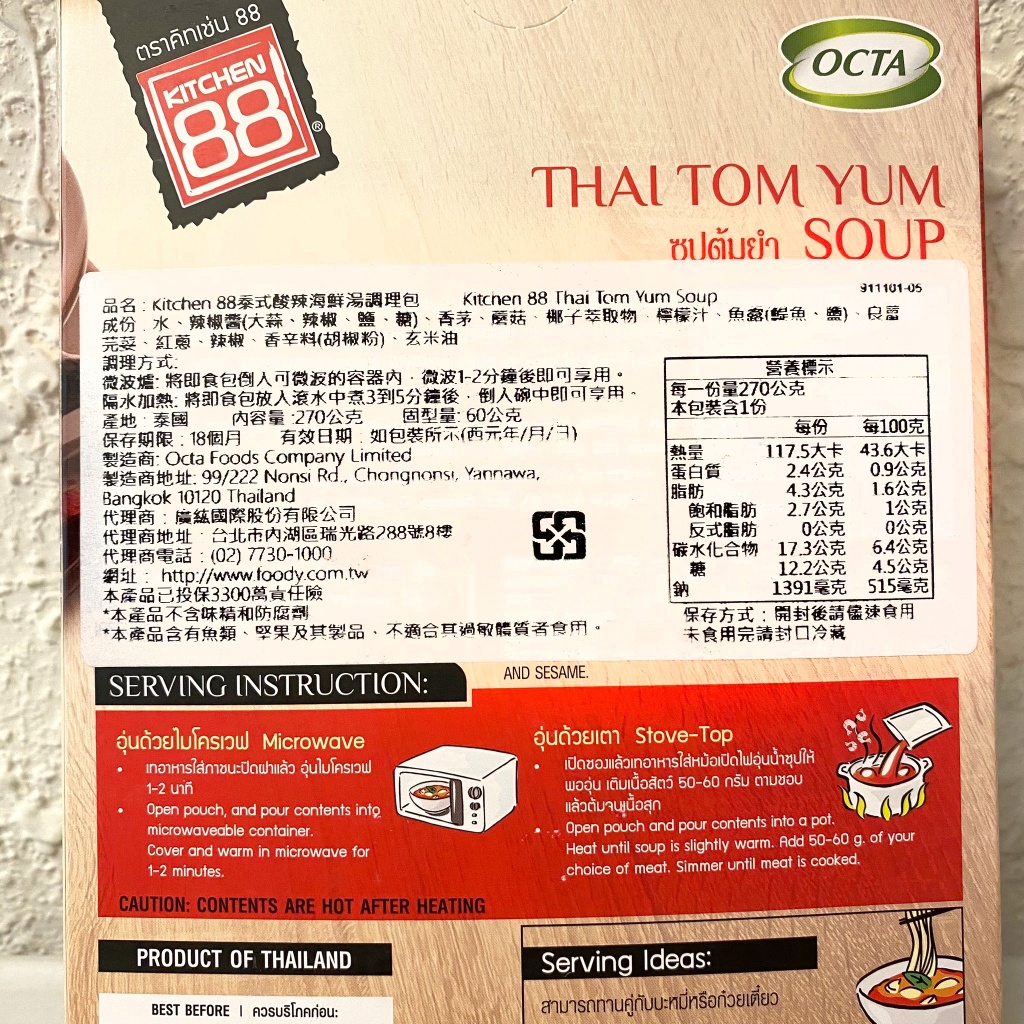 ตราคิทเช่น 88
KITCHEN
88
®
OCTA
THAI TOM YUM
ซุปต้มยำ SOUP
911101-05
品名：Kitchen 88泰式酸辣海鮮湯調理包 Kitchen 88 Thai Tom Yum Soup
成份：水、辣椒醬(大蒜、辣椒、鹽、糖)、香茅、蘑菇、椰子萃取物、檸檬汁、魚露(鯷魚、鹽)、良薑
芫荽、紅蔥、辣椒、香辛料(胡椒粉)、玄米油
調理方式:
微波爐: 將即食包倒入可微波的容器內，微波1-2分鐘後即可享用。
隔水加熱: 將即食包放入滾水中煮3到5分鐘後，倒入碗中即可享用。
產地：泰國 內容量:270公克 固型量:60公克
保存期限：18個月 有效日期：如包裝所示(西元年/月/日)
製造商: Octa Foods Company Limited
製造商地址: 99/222 Nonsi Rd., Chongnonsi, Yannawa,
Bangkok 10120 Thailand
代理商：廣紘國際股份有限公司
代理商地址：台北市內湖區瑞光路288號8樓
代理商電話：(02) 7730-1000
網址： http://www.foody.com.tw
本產品已投保3300萬責任險
*本產品不含味精和防腐劑
*本產品含有魚類、堅果及其製品，不適合其過敏體質者食用。
營養標示
每一份量270公克
本包裝含1份
每份 每100克
熱量 117.5大卡 43.6大卡
蛋白質 2.4公克 0.9公克
脂肪 4.3公克 1.6公克
飽和脂肪 2.7公克 1公克
反式脂肪 0公克 0公克
碳水化合物 17.3公克 6.4公克
糖 12.2公克 4.5公克
鈉 1391毫克 515毫克
保存方式：開封後請儘速食用
未食用完請封口冷藏
AND SESAME.
SERVING INSTRUCTION:
อุ่นด้วยไมโครเวฟ Microwave
• เทอาหารใส่ภาชนะปิดฝาแล้ว อุ่นไมโครเวฟ
1-2 นาที
• Open pouch, and pour contents into
microwaveable container.
Cover and warm in microwave for
1-2 minutes.
อุ่นด้วยเตา Stove-Top
• เปิดซองแล้วเทอาหารใส่หม้อเปิดไฟอุ่นน้ำซุปให้
พออุ่น เติมเนื้อสัตว์ 50-60 กรัม ตามชอบ
แล้วต้มจนเนื้อสุก
• Open pouch and pour contents into a pot.
Heat until soup is slightly warm. Add 50-60 g. of your
choice of meat. Simmer until meat is cooked.
CAUTION: CONTENTS ARE HOT AFTER HEATING
PRODUCT OF THAILAND
BEST BEFORE | ควรบริโภคก่อน:
Serving Ideas:
สามารถทานคู่กับบะหมี่หรือก๋วยเตี๋ยว